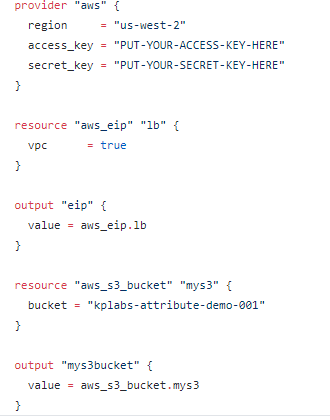 provider "aws" {
  region     = "us-west-2"
  access_key = "PUT-YOUR-ACCESS-KEY-HERE"
  secret_key = "PUT-YOUR-SECRET-KEY-HERE"
}
resource "aws_eip" "lb" {
  vpc      = true
}
output "eip" {
  value = aws_eip.lb
}
resource "aws_s3_bucket" "mys3" {
  bucket = "kplabs-attribute-demo-001"
}
output "mys3bucket" {
  value = aws_s3_bucket.mys3
}